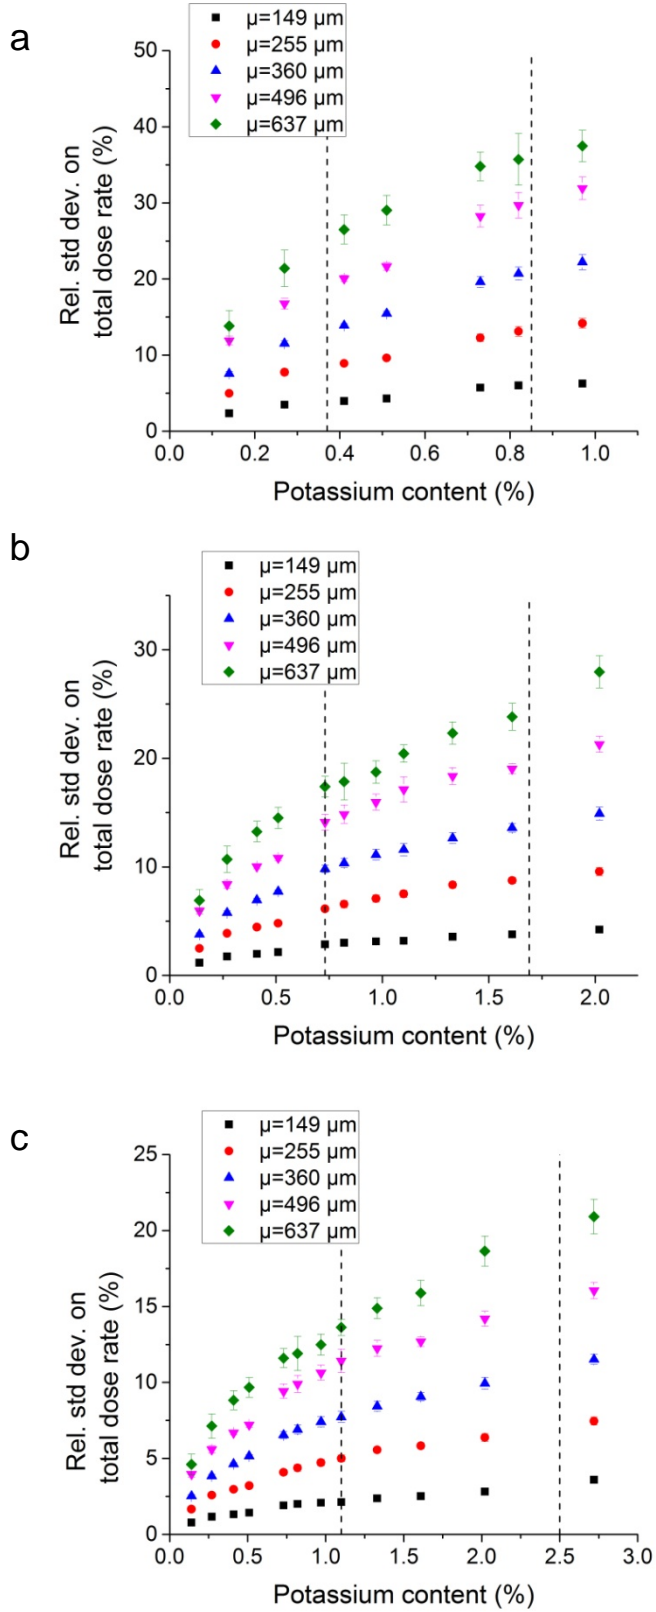 a
μ=149 μm
μ=255 μm
μ=360 μm
μ=496 μm
μ=637 μm
50
40
30
20
10
0
Rel. std dev. on
total dose rate (%)
0.0 0.2 0.4 0.6 0.8 1.0
Potassium content (%)
b
μ=149 μm
μ=255 μm
μ=360 μm
μ=496 μm
μ=637 μm
30
20
10
0
Rel. std dev. on
total dose rate (%)
0.0 0.5 1.0 1.5 2.0
Potassium content (%)
c
μ=149 μm
μ=255 μm
μ=360 μm
μ=496 μm
μ=637 μm
25
20
15
10
5
0
Rel. std dev. on
total dose rate (%)
0.0 0.5 1.0 1.5 2.0 2.5 3.0
Potassium content (%)